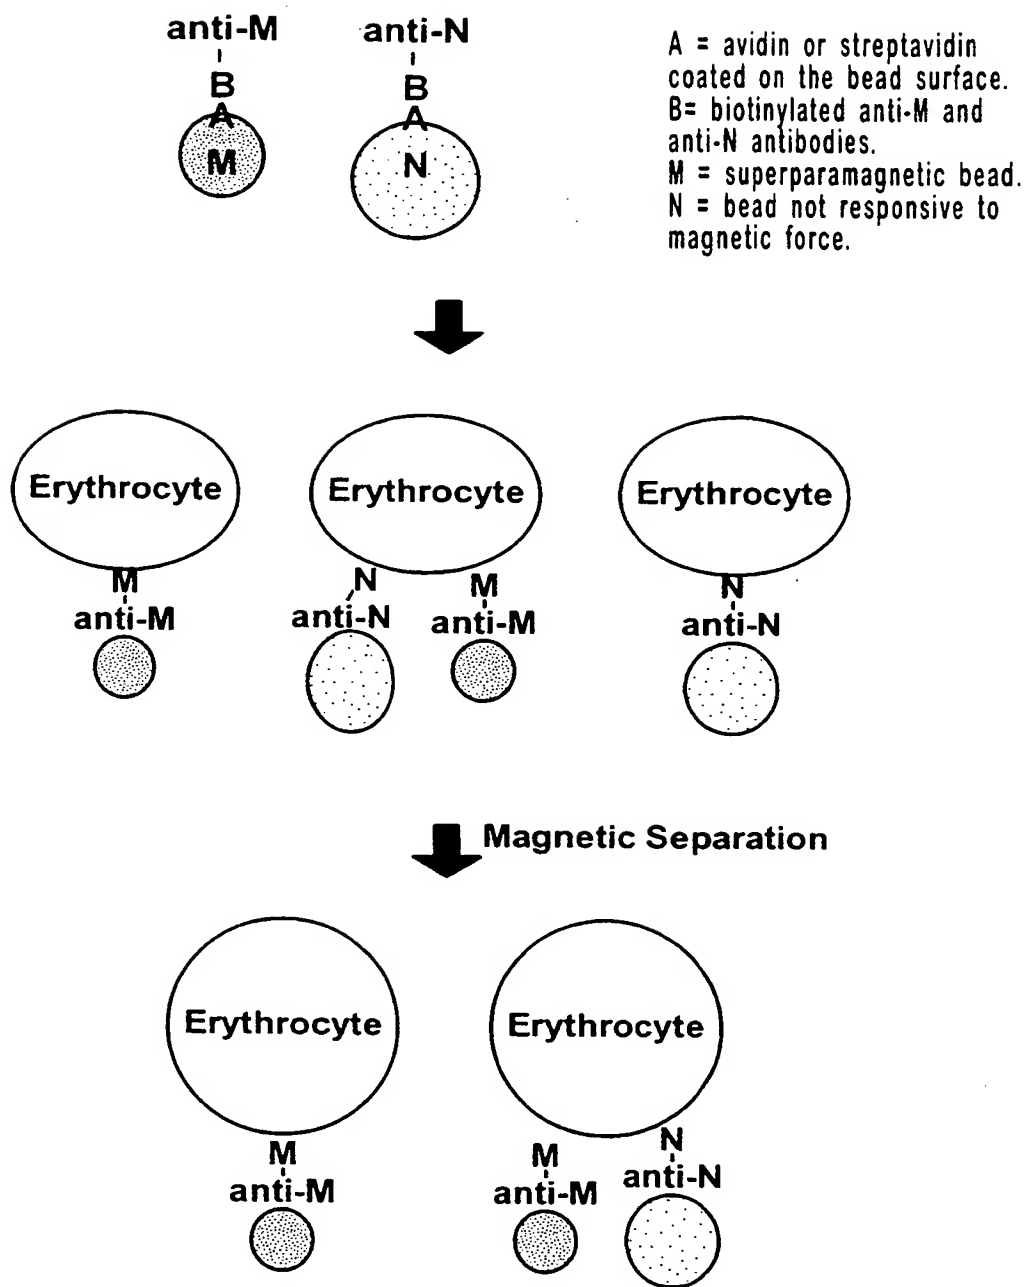 anti-M anti-N
B B
A A
M N
A = avidin or streptavidin
coated on the bead surface.
B= biotinylated anti-M and
anti-N antibodies.
M = superparamagnetic bead.
N = bead not responsive to
magnetic force.
Erythrocyte Erythrocyte Erythrocyte
M N M N
anti-M anti-N anti-M anti-N
Magnetic Separation
Erythrocyte Erythrocyte
M M N
anti-M anti-M anti-N